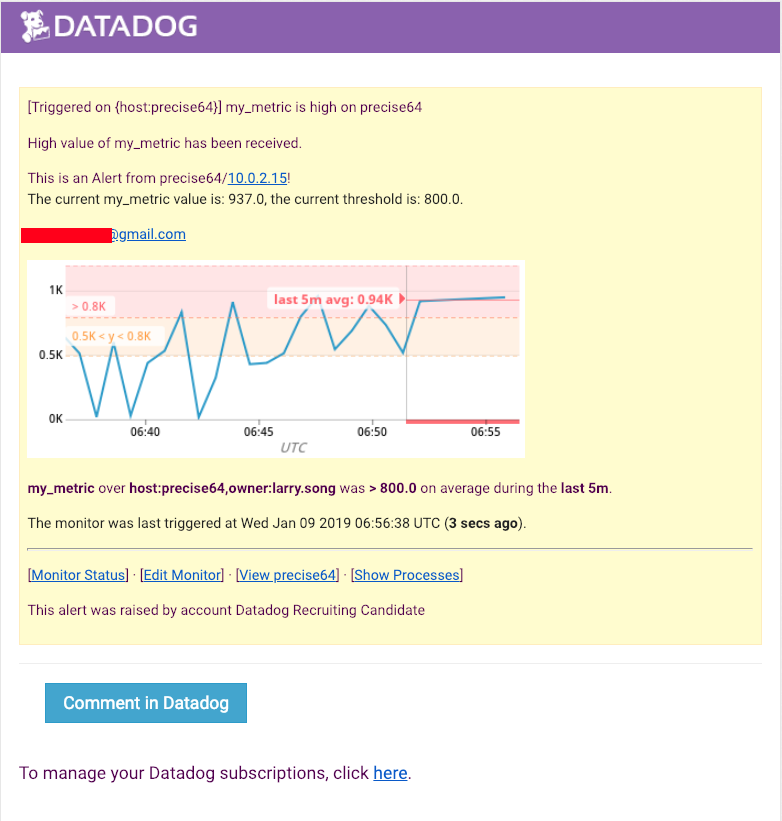 DATADOG
[Triggered on {host:precise64}] my_metric is high on precise64
High value of my_metric has been received.
This is an Alert from precise64/10.0.2.15!
The current my_metric value is: 937.0, the current threshold is: 800.0.
@gmail.com
1K
last 5m avg: 0.94K
> 0.8K
0.5K < y < 0.8K
0.5K
0K
06:40 06:45 06:50 06:55
UTC
my_metric over host:precise64,owner:larry.song was > 800.0 on average during the last 5m.
The monitor was last triggered at Wed Jan 09 2019 06:56:38 UTC (3 secs ago).
[Monitor Status] · [Edit Monitor] · [View precise64] · [Show Processes]
This alert was raised by account Datadog Recruiting Candidate
Comment in Datadog
To manage your Datadog subscriptions, click here.